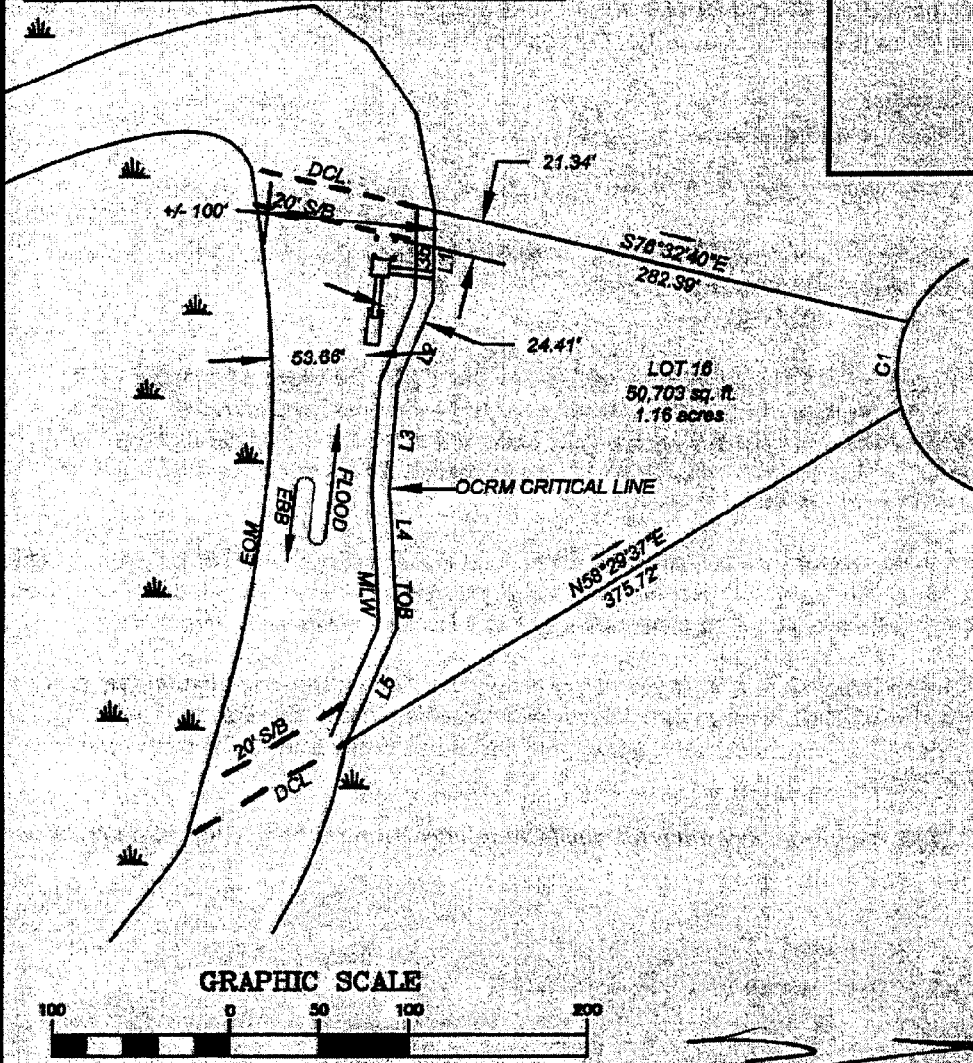 DCL
21.34'
+/- 100'
20' S/B
S76°32'40"E
282.39'
L1
24.41'
53.66'
L2
LOT 16
50,703 sq. ft.
1.16 acres
C1
L3
FLOOD
EBB
OCRM CRITICAL LINE
EOW
L4
N58°29'37"E
375.72'
MLW
TOB
L5
20' S/B
DCL
GRAPHIC SCALE
100 0 50 100 200